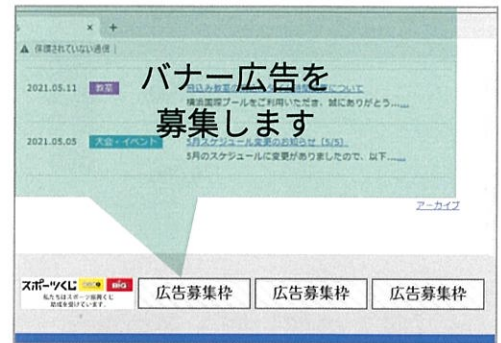 保護されていない通信
バナー広告を
募集します
2021.05.11
教室
横浜国際プールをご利用いただき、誠にありがとう...
2021.05.05
大会・イベント
5月スケジュール変更のお知らせ（5/5）
5月のスケジュールに変更がありましたので、以下...
アーカイブ
スポーツくじ
BIG
私たちはスポーツ振興くじ
助成を受けています。
広告募集枠
広告募集枠
広告募集枠